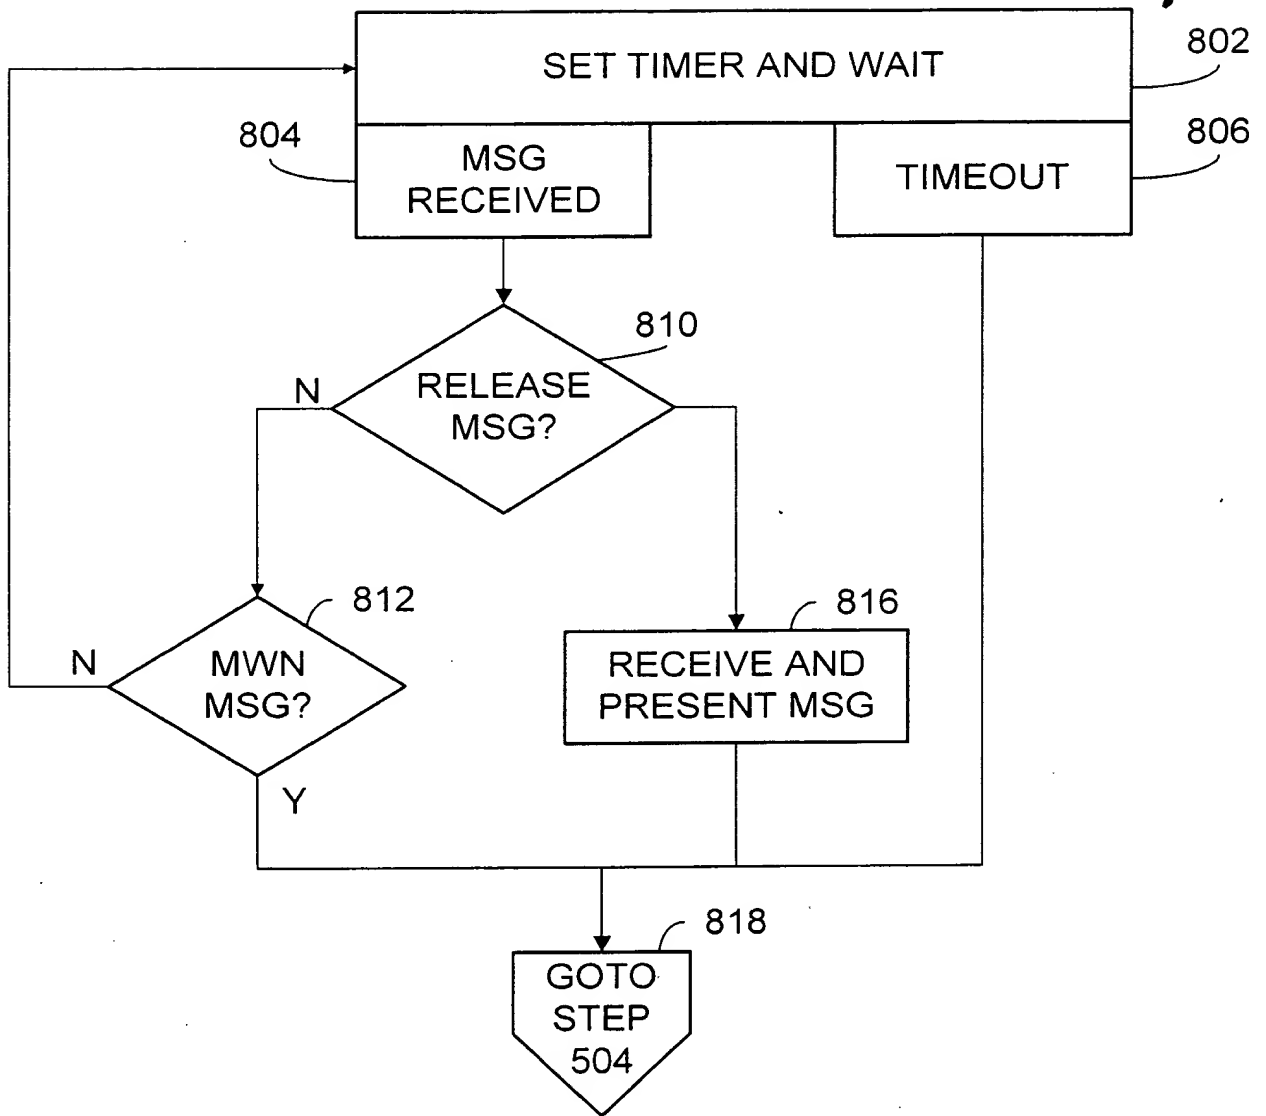 SET TIMER AND WAIT
802
804
MSG
RECEIVED
TIMEOUT
806
810
N
RELEASE
MSG?
812
N
MWN
MSG?
Y
816
RECEIVE AND
PRESENT MSG
818
GOTO
STEP
504